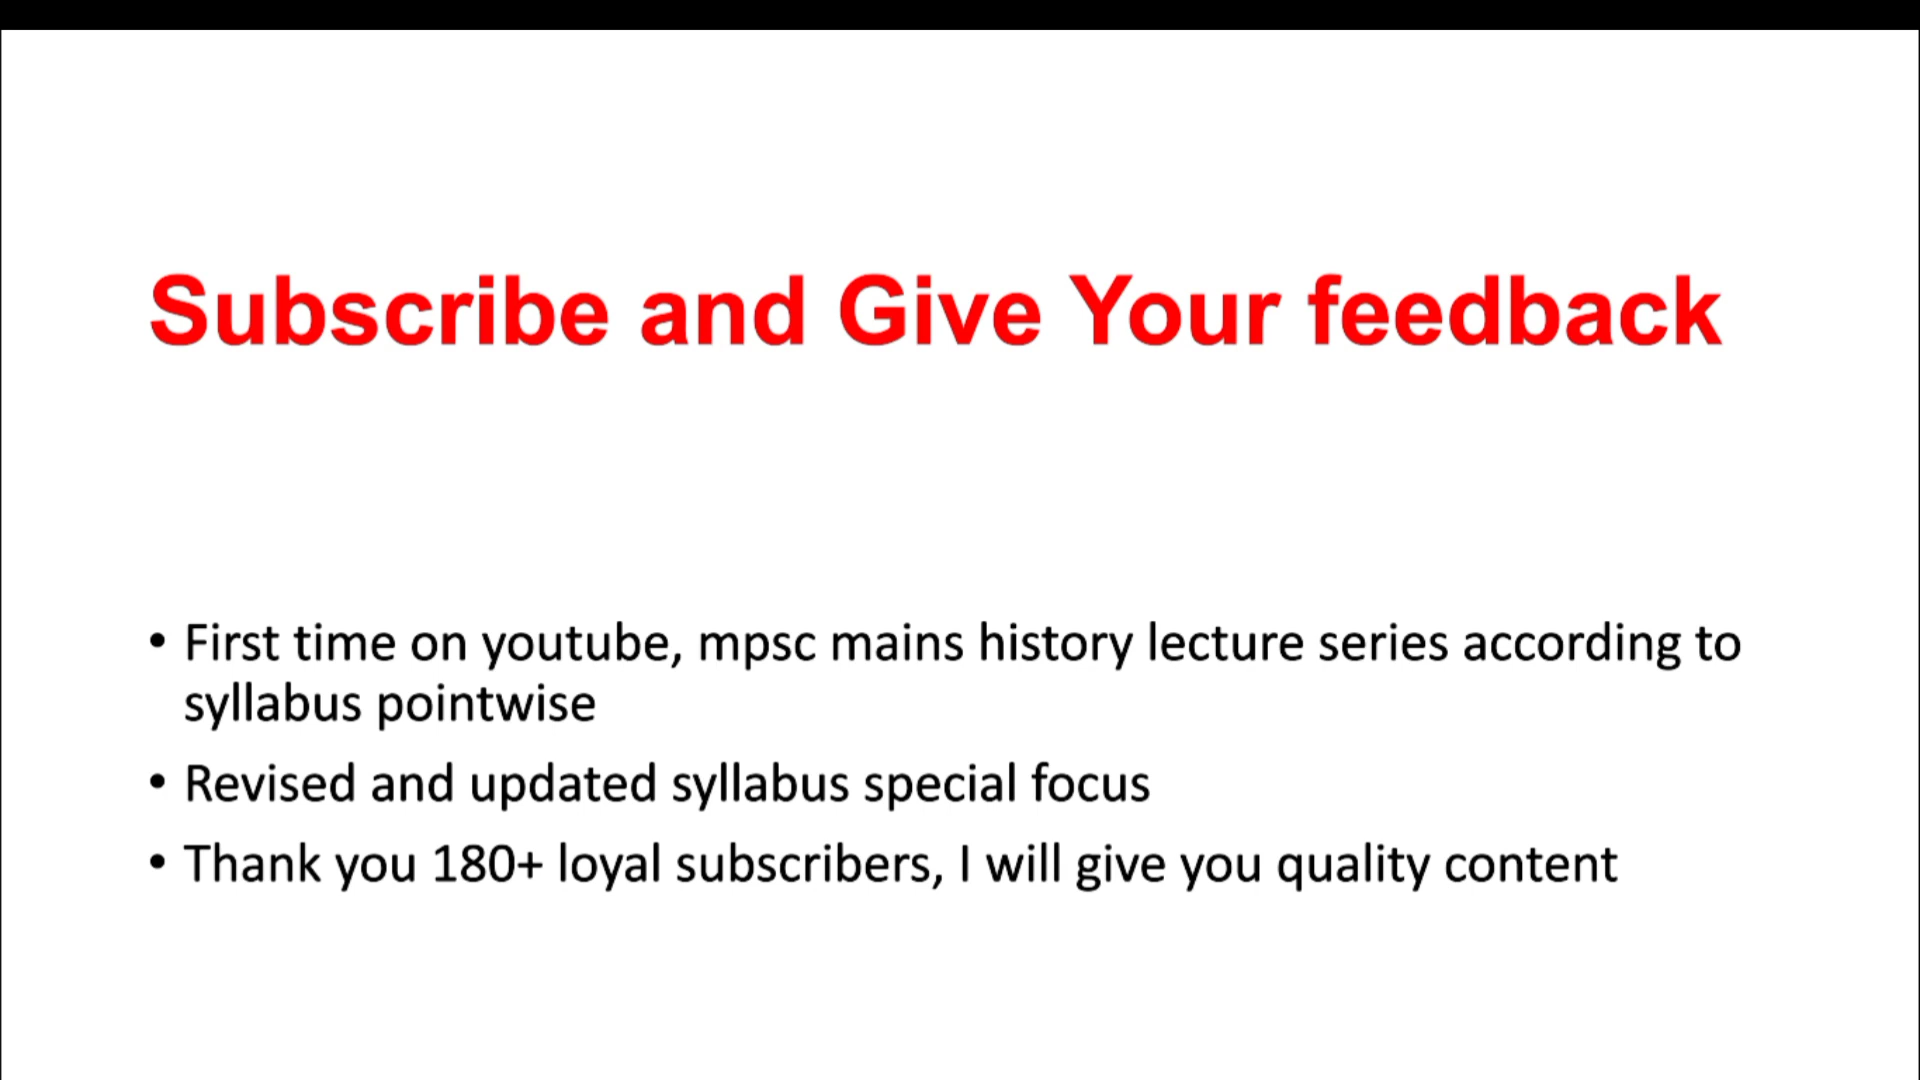 Subscribe and Give Your feedback
• First time on youtube, mpsc mains history lecture series according to
syllabus pointwise
• Revised and updated syllabus special focus
• Thank you 180+ loyal subscribers, I will give you quality content